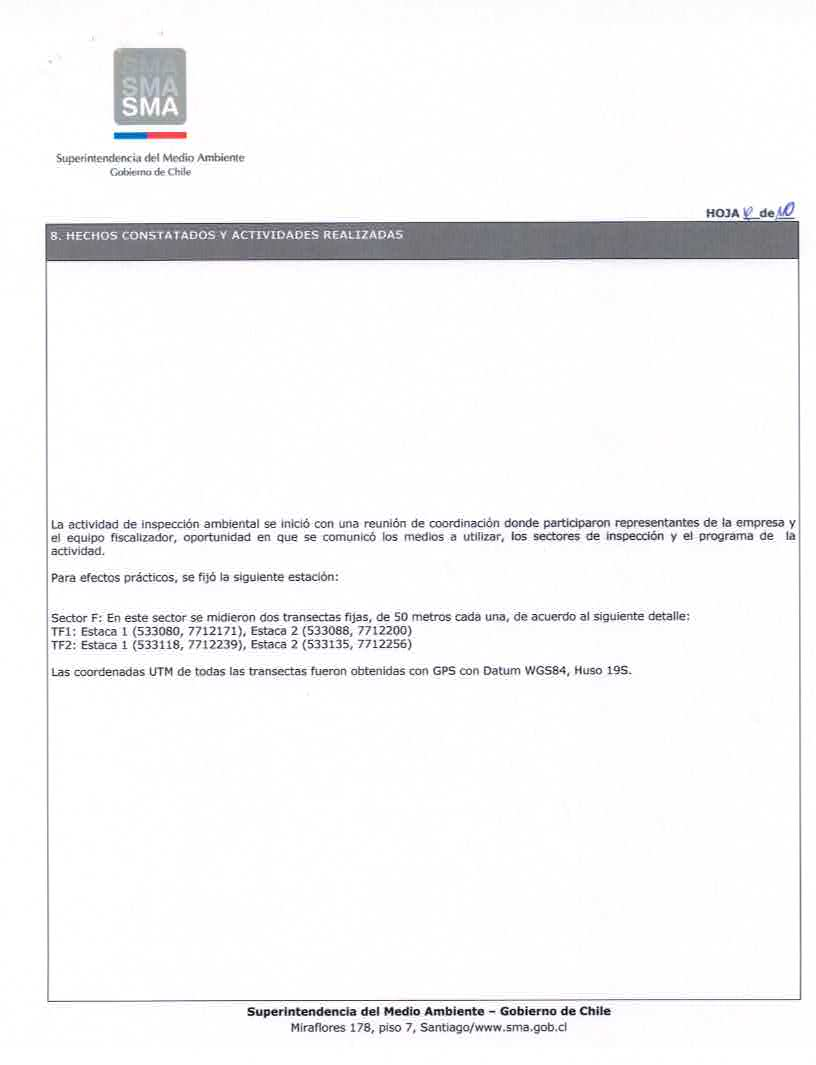 SMA
SMA
SMA
Superintendencia del Medio Ambiente
Gobierno de Chile
HOJA de 10
8. HECHOS CONSTATADOS Y ACTIVIDADES REALIZADAS
La actividad de inspección ambiental se inició con una reunión de coordinación donde participaron representantes de la empresa y
el equipo fiscalizador, oportunidad en que se comunicó los medios a utilizar, los sectores de inspección y el programa de la
actividad.
Para efectos prácticos, se fijó la siguiente estación:
Sector F: En este sector se midieron dos transectas fijas, de 50 metros cada una, de acuerdo al siguiente detalle:
TF1: Estaca 1 (533080, 7712171), Estaca 2 (533088, 7712200)
TF2: Estaca 1 (533118, 7712239), Estaca 2 (533135, 7712256)
Las coordenadas UTM de todas las transectas fueron obtenidas con GPS con Datum WGS84, Huso 19S.
Superintendencia del Medio Ambiente – Gobierno de Chile
Miraflores 178, piso 7, Santiago/www.sma.gob.cl